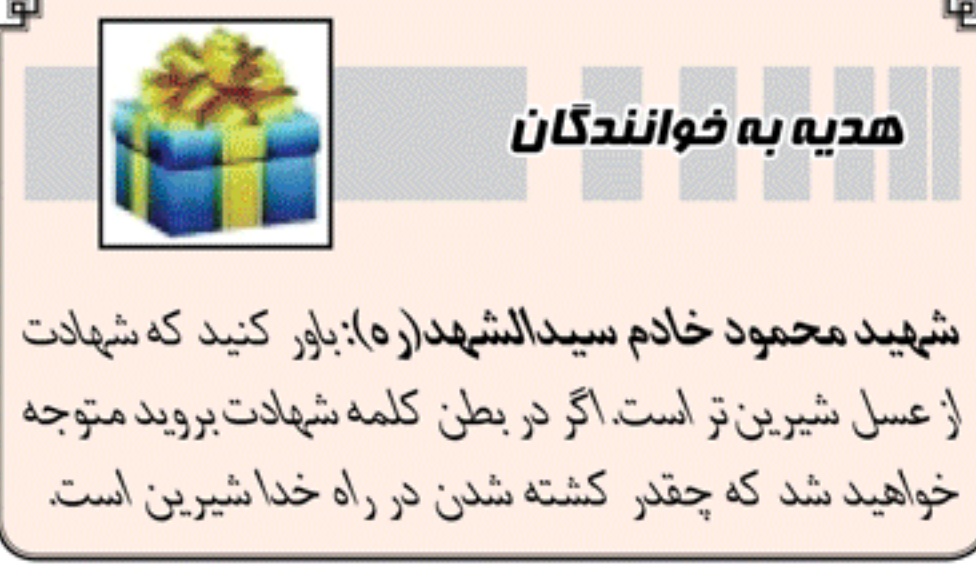 هدیه به خوانندگان
شهید محمود خادم سیدالشهد(ره): باور کنید که شهادت
از عسل شیرین‌تر است. اگر در بطن کلمه شهادت بروید متوجه
خواهید شد که چقدر کشته شدن در راه خدا شیرین است.